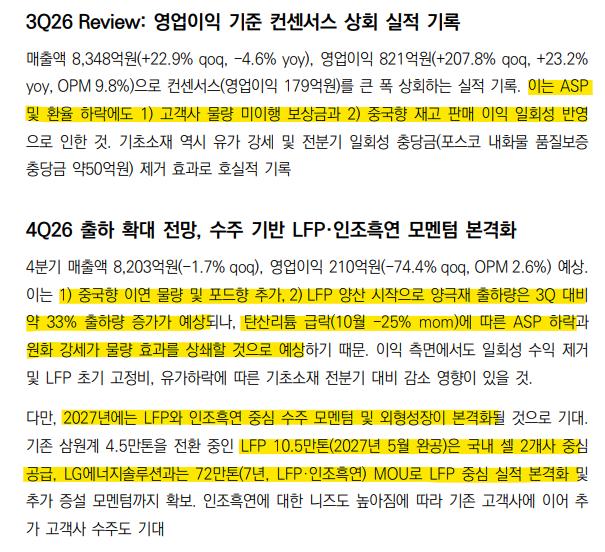 3Q26 Review: 영업이익 기준 컨센서스 상회 실적 기록
매출액 8,348억원(+22.9% qoq, -4.6% yoy), 영업이익 821억원(+207.8% qoq, +23.2%
yoy, OPM 9.8%)으로 컨센서스(영업이익 179억원)를 큰 폭 상회하는 실적 기록. 이는 ASP
및 환율 하락에도 1) 고객사 물량 미이행 보상금과 2) 중국향 재고 판매 이익 일회성 반영
으로 인한 것. 기초소재 역시 유가 강세 및 전분기 일회성 충당금(포스코 내화물 품질보증
충당금 약50억원) 제거 효과로 호실적 기록
4Q26 출하 확대 전망, 수주 기반 LFP·인조흑연 모멘텀 본격화
4분기 매출액 8,203억원(-1.7% qoq), 영업이익 210억원(-74.4% qoq, OPM 2.6%) 예상.
이는 1) 중국향 이연 물량 및 포드향 추가, 2) LFP 양산 시작으로 양극재 출하량은 3Q 대비
약 33% 출하량 증가가 예상되나, 탄산리튬 급락(10월 -25% mom)에 따른 ASP 하락과
원화 강세가 물량 효과를 상쇄할 것으로 예상하기 때문. 이익 측면에서도 일회성 수익 제거
및 LFP 초기 고정비, 유가하락에 따른 기초소재 전분기 대비 감소 영향이 있을 것.
다만, 2027년에는 LFP와 인조흑연 중심 수주 모멘텀 및 외형성장이 본격화될 것으로 기대.
기존 삼원계 4.5만톤을 전환 중인 LFP 10.5만톤(2027년 5월 완공)은 국내 셀 2개사 중심
공급, LG에너지솔루션과는 72만톤(7년, LFP·인조흑연) MOU로 LFP 중심 실적 본격화 및
추가 증설 모멘텀까지 확보. 인조흑연에 대한 니즈도 높아짐에 따라 기존 고객사에 이어 추
가 고객사 수주도 기대